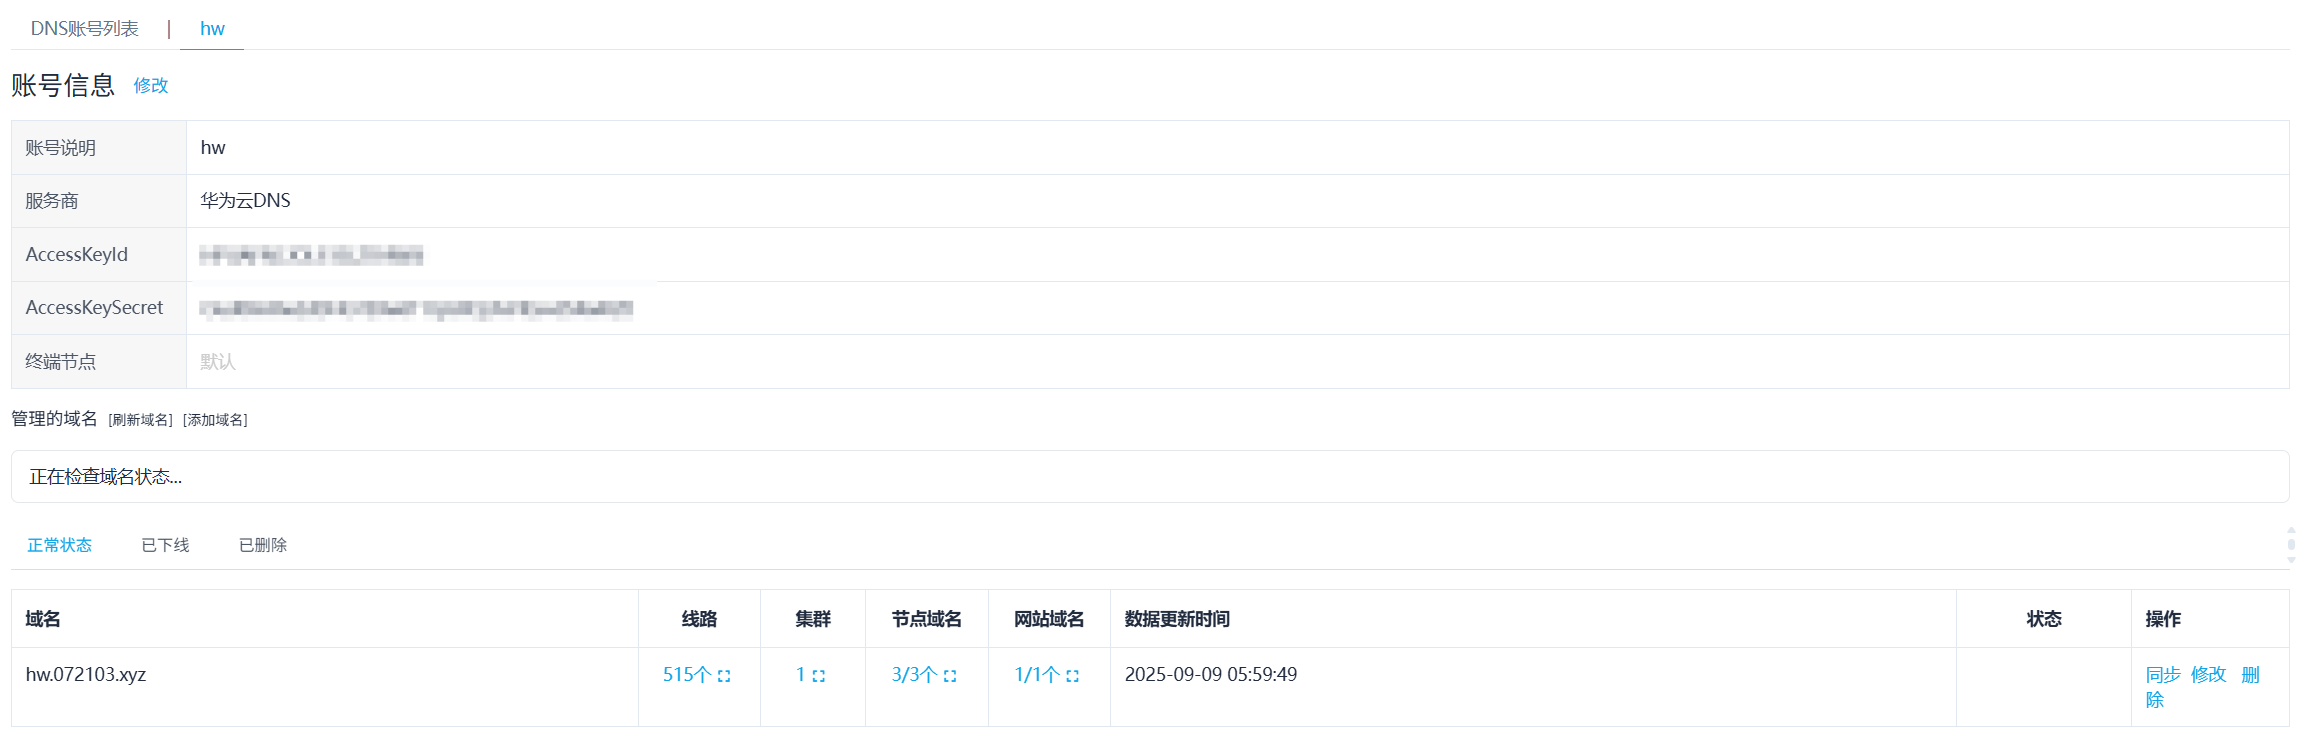 DNS账号列表 | hw
账号信息 修改
账号说明 hw
服务商 华为云DNS
AccessKeyId
AccessKeySecret
终端节点 默认
管理的域名 [刷新域名] [添加域名]
正在检查域名状态...
正常状态 已下线 已删除
域名 线路 集群 节点域名 网站域名 数据更新时间 状态 操作
hw.072103.xyz 515个 1 3/3个 1/1个 2025-09-09 05:59:49 同步 修改 删
除